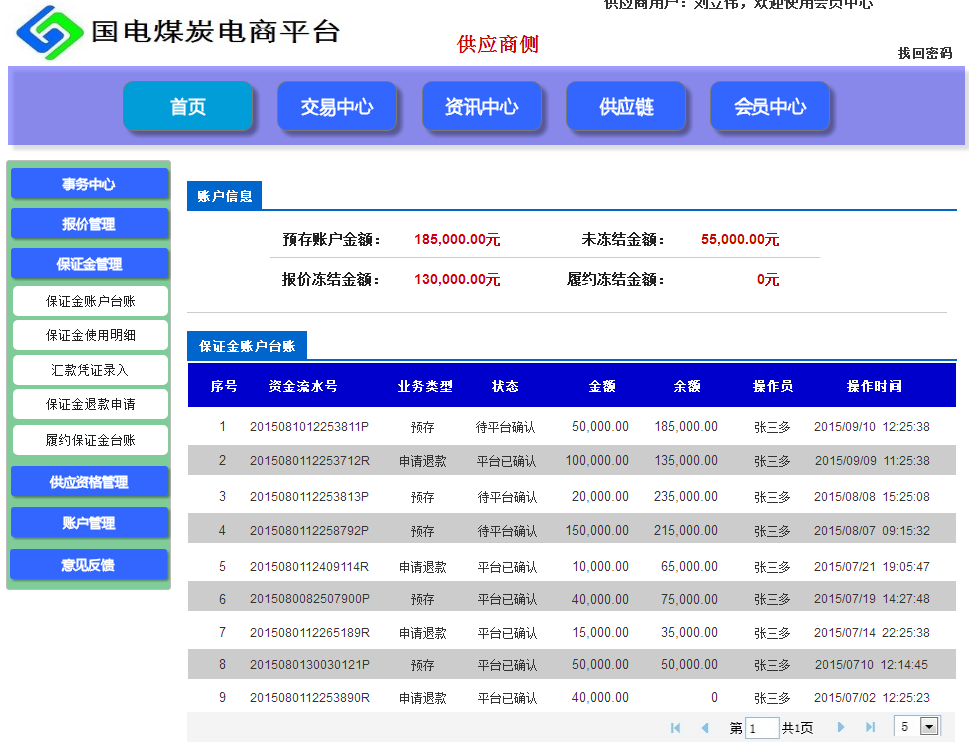 供应商用户：刘立伟，欢迎使用会员中心
国电煤炭电商平台
供应商侧
找回密码
首页 交易中心 资讯中心 供应链 会员中心
事务中心
报价管理
保证金管理
保证金账户台账
保证金使用明细
汇款凭证录入
保证金退款申请
履约保证金台账
供应资格管理
账户管理
意见反馈
账户信息
预存账户金额： 185,000.00元 未冻结金额： 55,000.00元
报价冻结金额： 130,000.00元 履约冻结金额： 0元
保证金账户台账
序号 资金流水号 业务类型 状态 金额 余额 操作员 操作时间
1 2015081012253811P 预存 待平台确认 50,000.00 185,000.00 张三多 2015/09/10 12:25:38
2 2015080112253712R 申请退款 平台已确认 100,000.00 135,000.00 张三多 2015/09/09 11:25:38
3 2015080112253813P 预存 待平台确认 20,000.00 235,000.00 张三多 2015/08/08 15:25:08
4 2015080112258792P 预存 待平台确认 150,000.00 215,000.00 张三多 2015/08/07 09:15:32
5 2015080112409114R 申请退款 平台已确认 10,000.00 65,000.00 张三多 2015/07/21 19:05:47
6 2015080082507900P 预存 平台已确认 40,000.00 75,000.00 张三多 2015/07/19 14:27:48
7 2015080112265189R 申请退款 平台已确认 15,000.00 35,000.00 张三多 2015/07/14 22:25:38
8 2015080130030121P 预存 平台已确认 50,000.00 50,000.00 张三多 2015/0710 12:14:45
9 2015080112253890R 申请退款 平台已确认 40,000.00 0 张三多 2015/07/02 12:25:23
第 1 共1页 5